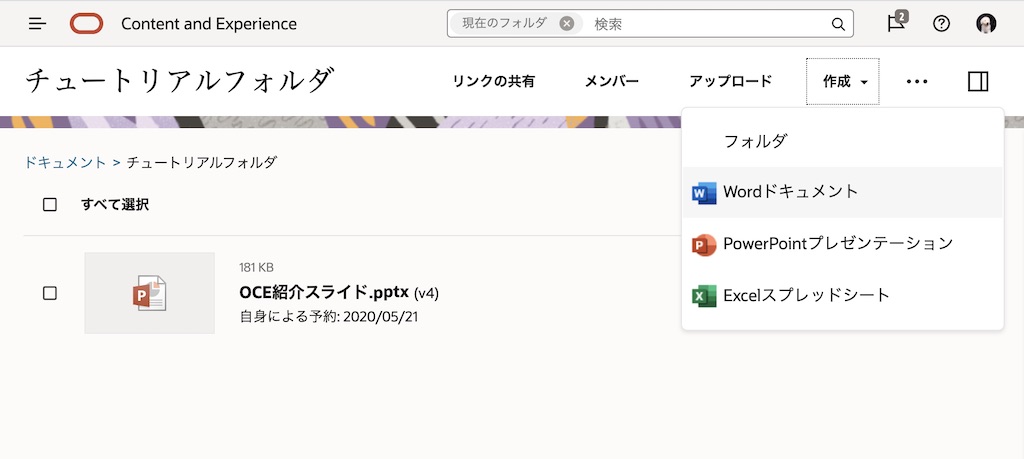 Content and Experience
現在のフォルダ
検索
2
チュートリアルフォルダ
リンクの共有
メンバー
アップロード
作成
フォルダ
Wordドキュメント
PowerPointプレゼンテーション
Excelスプレッドシート
ドキュメント > チュートリアルフォルダ
すべて選択
181 KB
OCE紹介スライド.pptx (v4)
自身による予約: 2020/05/21